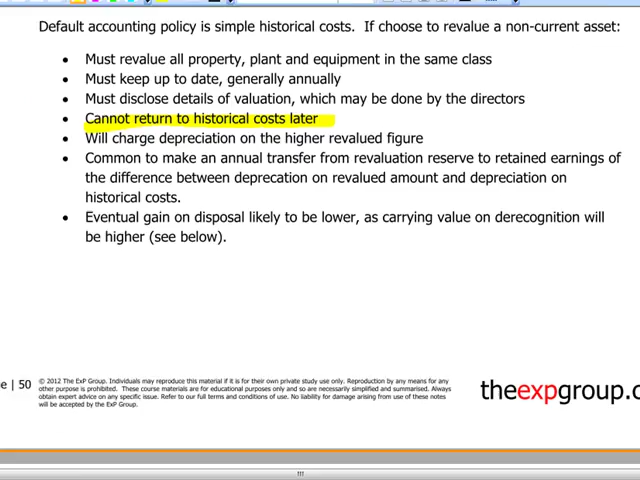 Default accounting policy is simple historical costs. If choose to revalue a non-current asset:
• Must revalue all property, plant and equipment in the same class
• Must keep up to date, generally annually
• Must disclose details of valuation, which may be done by the directors
• Cannot return to historical costs later
• Will charge depreciation on the higher revalued figure
• Common to make an annual transfer from revaluation reserve to retained earnings of
the difference between deprecation on revalued amount and depreciation on
historical costs.
• Eventual gain on disposal likely to be lower, as carrying value on derecognition will
be higher (see below).
e | 50
© 2012 The ExP Group. Individuals may reproduce this material if it is for their own private study use only. Reproduction by any means for any
other purpose is prohibited. These course materials are for educational purposes only and so are necessarily simplified and summarised. Always
obtain expert advice on any specific issue. Refer to our full terms and conditions of use. No liability for damage arising from use of these notes
will be accepted by the ExP Group.
theexpgroup.c